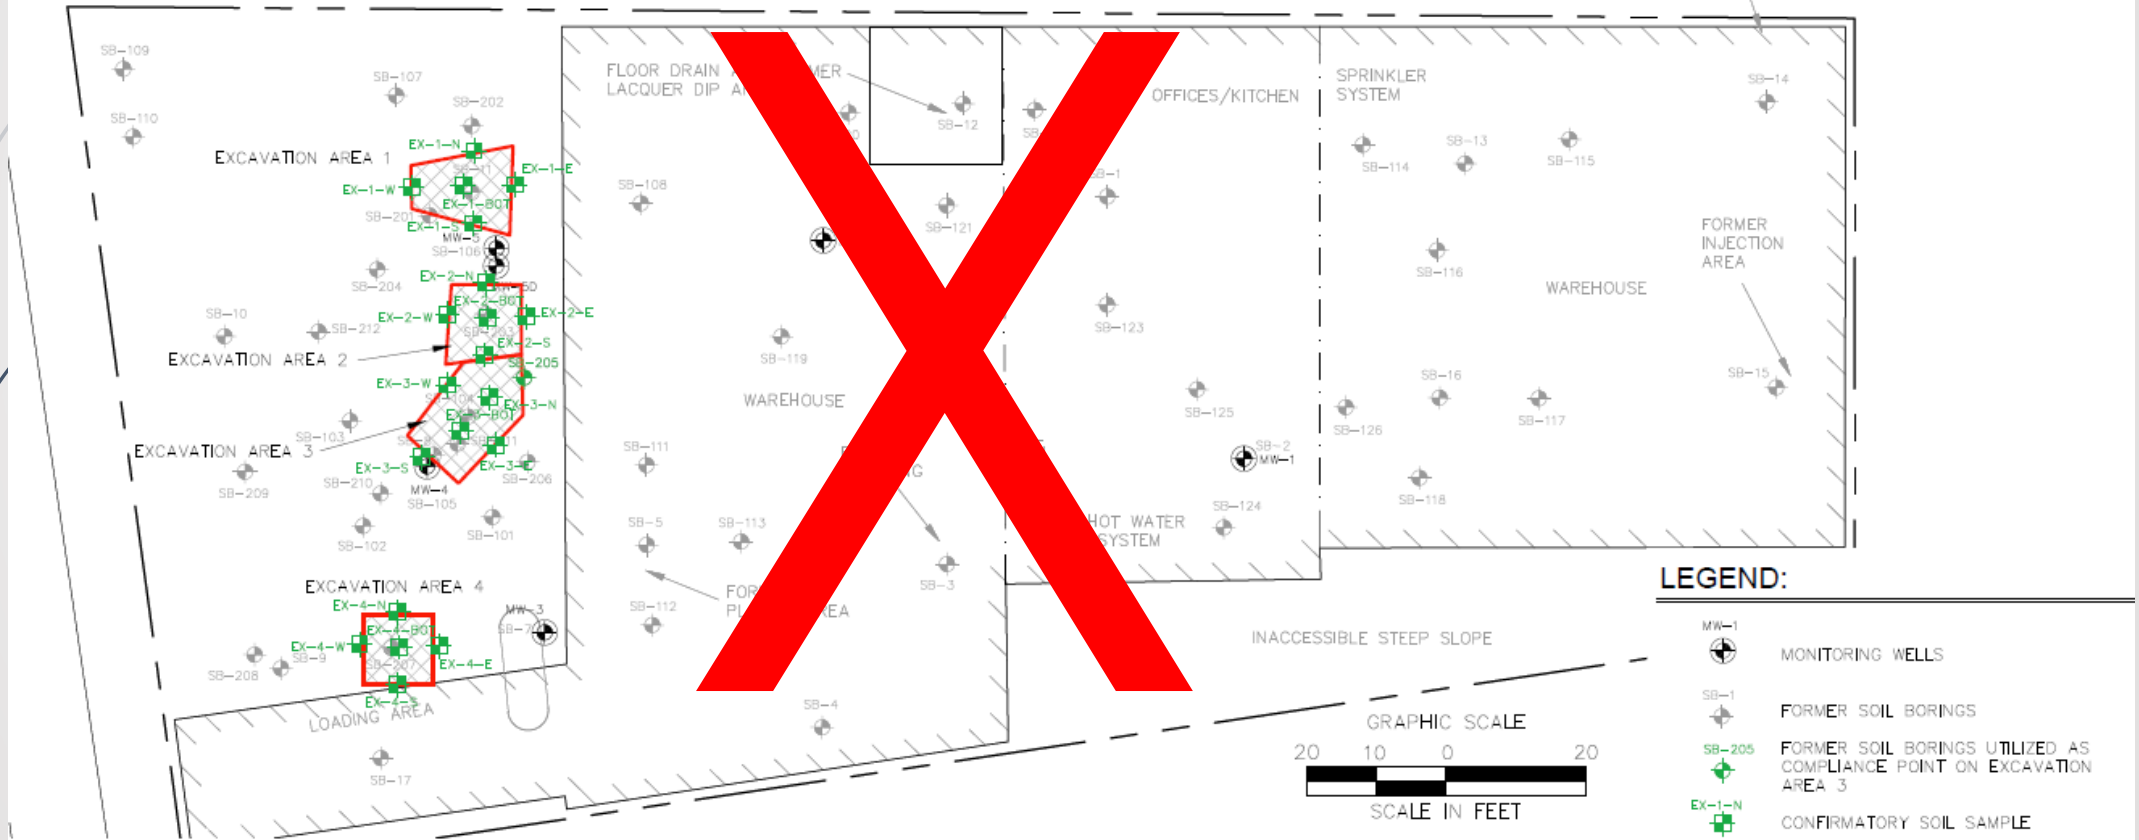 SB-109
SB-107
SB-110
SB-202
EX-1-N
EXCAVATION AREA 1
EX-1-E
EX-1-W
EX-1-BOT
SB-201
EX-1-S
MW-5
SB-106
EX-2-N
SB-204
EX-2-BOT
EX-2-W
EX-2-E
SB-10
SB-212
SB-203
EX-2-S
EXCAVATION AREA 2
SB-205
EX-3-W
EX-3-N
SB-103
EXCAVATION AREA 3
EX-3-S
EX-3-E
SB-206
SB-209
SB-210
MW-4
SB-105
SB-102
SB-101
EXCAVATION AREA 4
EX-4-N
MW-3
EX-4-BOT
EX-4-W
EX-4-E
SB-9
SB-207
SB-208
EX-4-S
LOADING AREA
SB-17
FLOOR DRAIN
LACQUER DIP
SB-12
SB-108
SB-121
SB-119
WAREHOUSE
SB-111
SB-5
SB-113
SB-3
SB-112
AREA
SB-4
OFFICES/KITCHEN
SB-1
SB-123
SB-125
SB-2
MW-1
SB-124
HOT WATER
SYSTEM
SPRINKLER
SYSTEM
SB-14
SB-114
SB-13
SB-115
SB-116
FORMER
INJECTION
AREA
WAREHOUSE
SB-15
SB-16
SB-126
SB-117
SB-118
INACCESSIBLE STEEP SLOPE
GRAPHIC SCALE
20 10 0 20
SCALE IN FEET
LEGEND:
MW-1
MONITORING WELLS
SB-1
FORMER SOIL BORINGS
SB-205
FORMER SOIL BORINGS UTILIZED AS
COMPLIANCE POINT ON EXCAVATION
AREA 3
EX-1-N
CONFIRMATORY SOIL SAMPLE